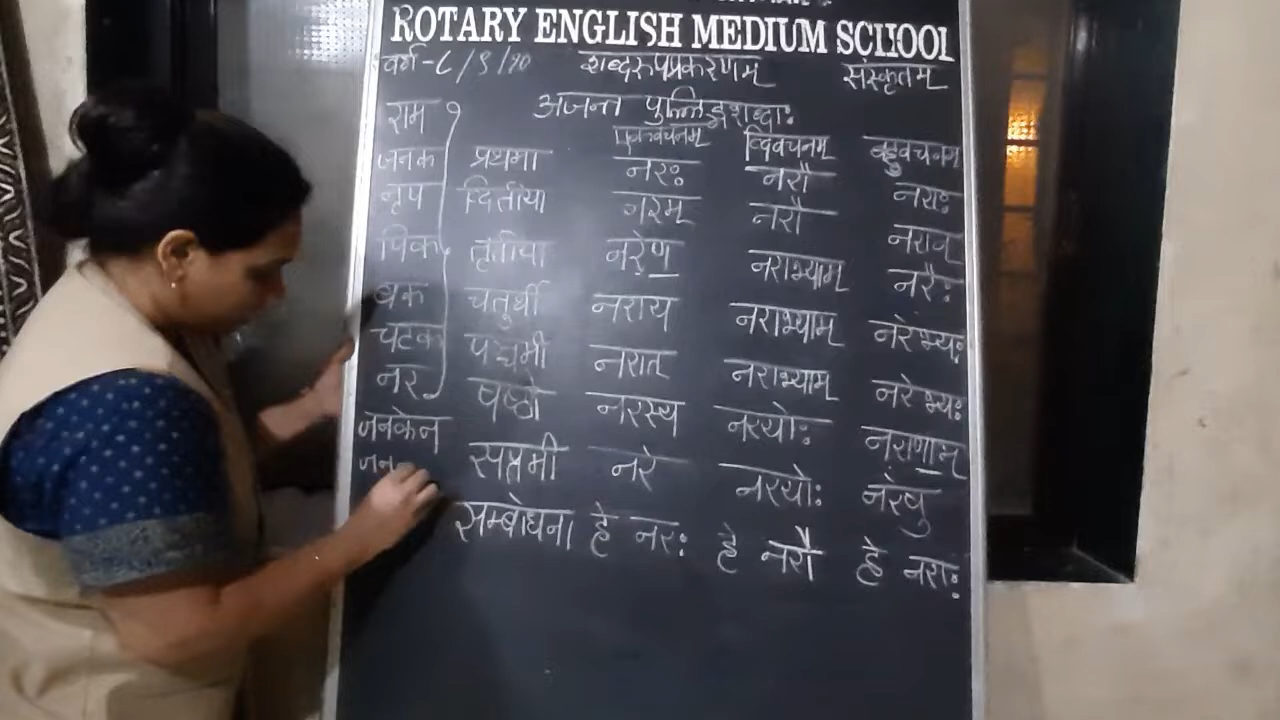 ROTARY ENGLISH MEDIUM SCHOOL
वर्ग-८/९/१० शब्दरुपप्रकरणम् संस्कृतम्
राम अजन्त पुल्लिङ्गशब्दाः
एकवचनम् द्विवचनम् बहुवचनम्
जनक प्रथमा नरः नरौ नराः
नृप द्वितीया नरम् नरौ नरान्
पिक तृतीया नरेण नराभ्याम् नरैः
बक चतुर्थी नराय नराभ्याम् नरेभ्यः
चटक पञ्चमी नरात् नराभ्याम् नरेभ्यः
नर षष्ठी नरस्य नरयोः नराणाम्
जनकेन सप्तमी नरे नरयोः नरेषु
जन
सम्बोधना हे नरः हे नरौ हे नराः